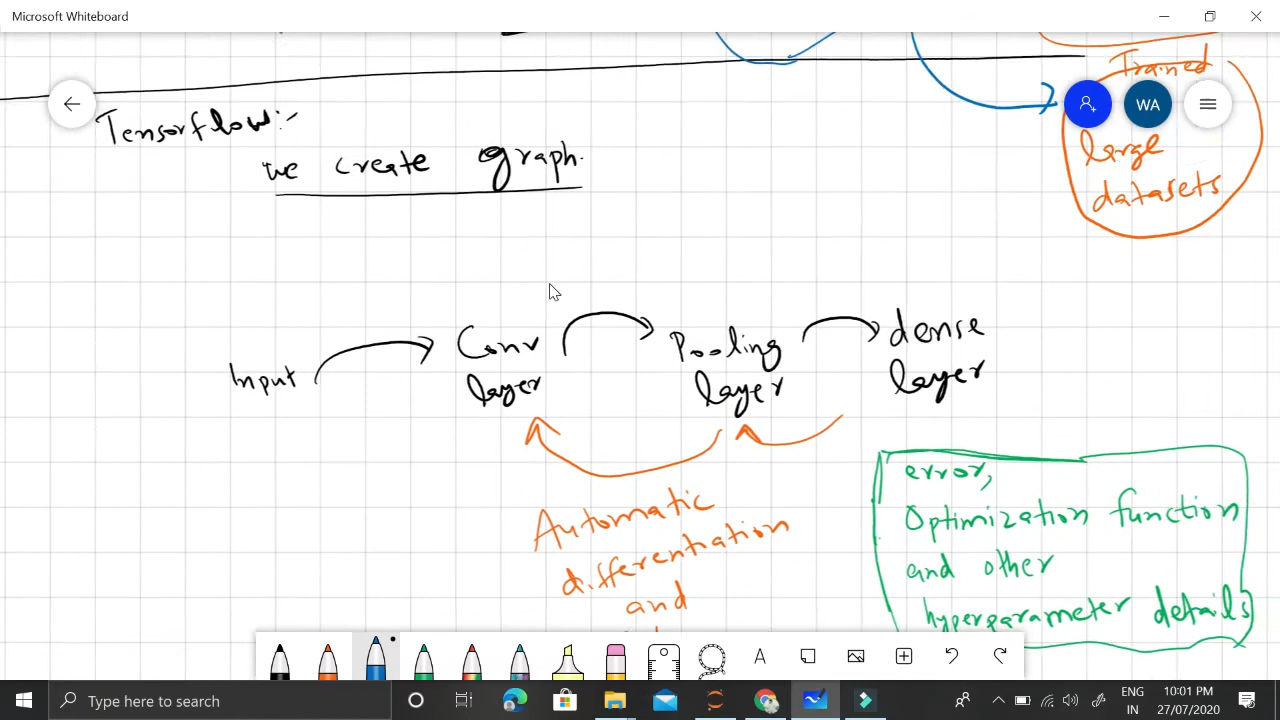 Microsoft Whiteboard
Trained
large
datasets
WA
Tensorflow:-
we create graph.
Input
Conv
layer
Pooling
layer
dense
layer
Automatic
differentiation
and
error,
Optimization function
and other
hyperparameter details
A
Type here to search
ENG
IN
10:01 PM
27/07/2020